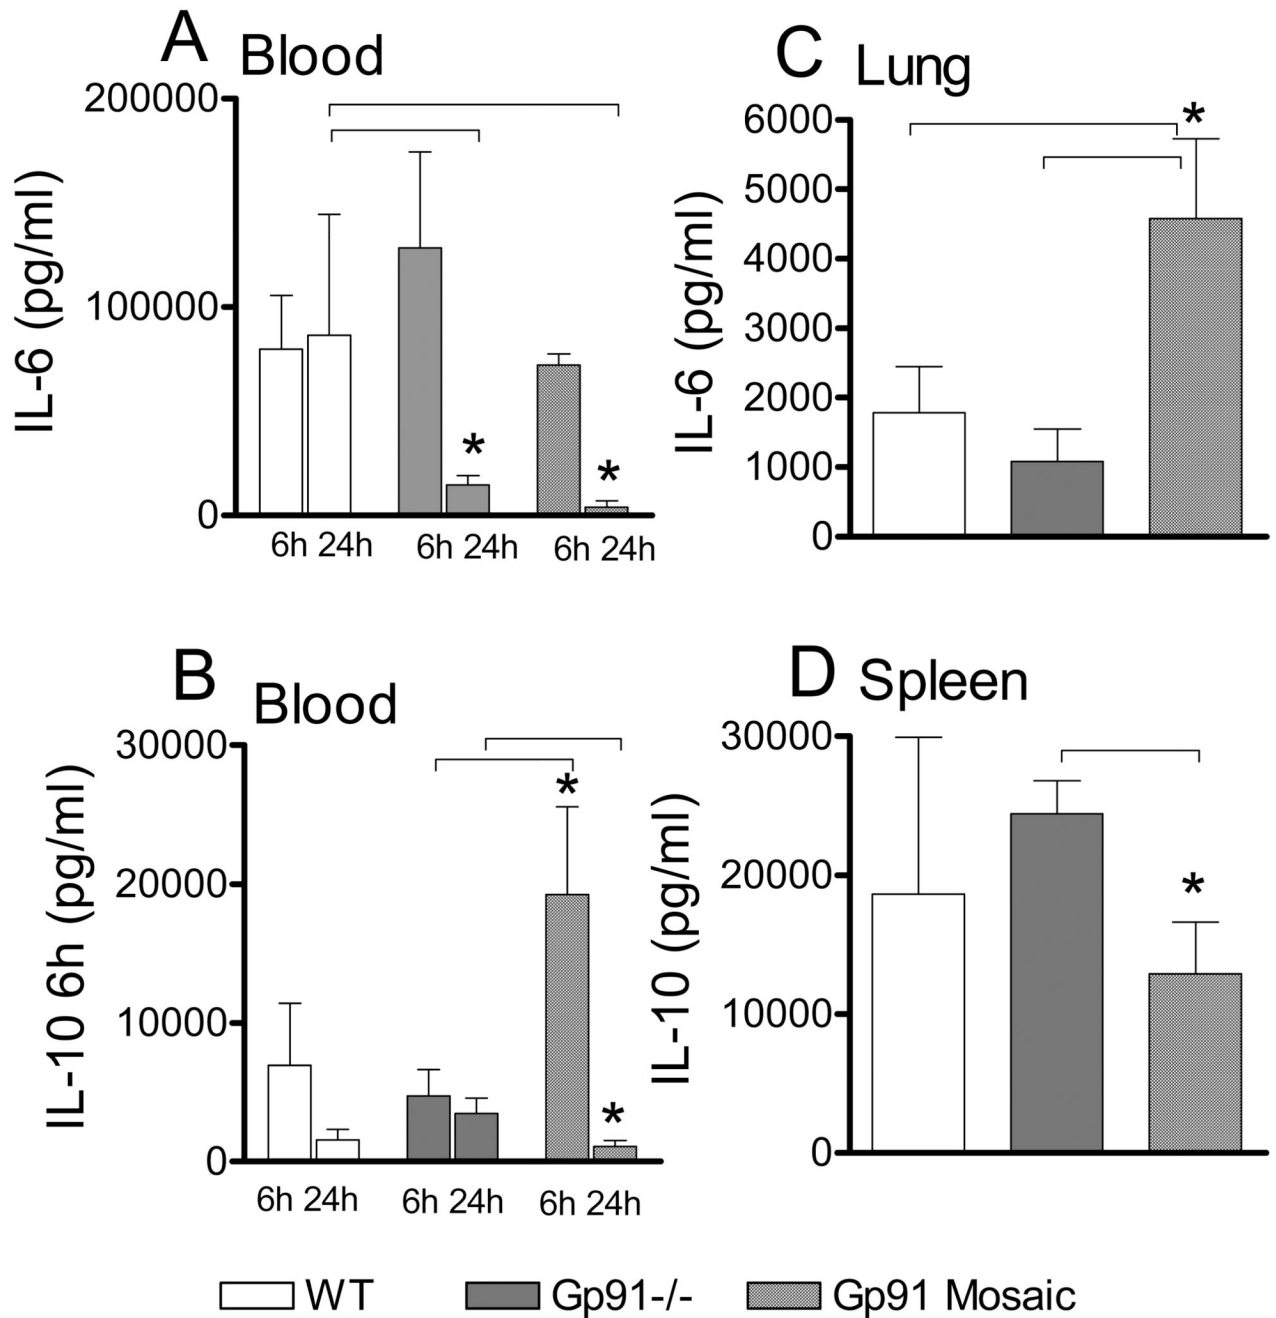 A Blood
IL-6 (pg/ml)
200000
100000
0
*
*
6h 24h
6h 24h
6h 24h
C Lung
IL-6 (pg/ml)
6000
5000
4000
3000
2000
1000
0
*
B Blood
IL-10 6h (pg/ml)
30000
20000
10000
0
*
*
6h 24h
6h 24h
6h 24h
D Spleen
IL-10 (pg/ml)
30000
20000
10000
0
*
WT
Gp91-/-
Gp91 Mosaic